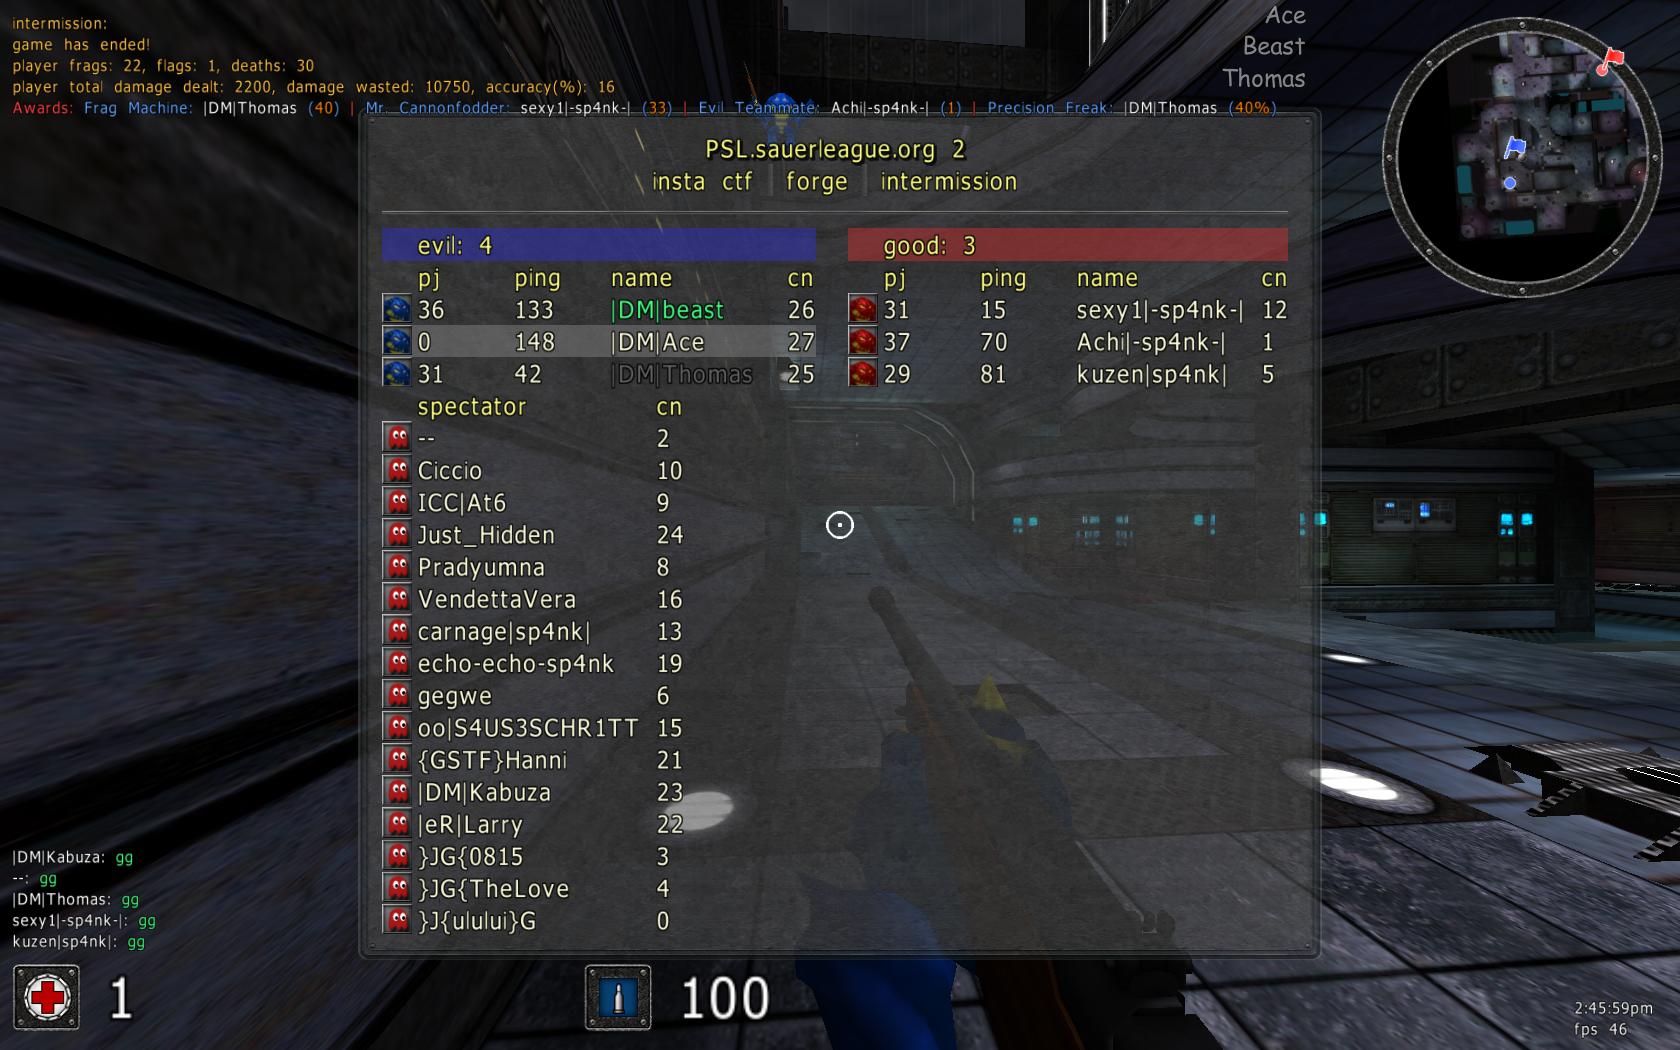 intermission:
game has ended!
player frags: 22, flags: 1, deaths: 30
player total damage dealt: 2200, damage wasted: 10750, accuracy(%): 16
Awards: Frag Machine: |DM|Thomas (40) | Mr. Cannonfodder: sexy1|-sp4nk-| (33) | Evil Teammate: Achi|-sp4nk-| (1) | Precision Freak: |DM|Thomas (40%)
Ace
Beast
Thomas
PSL.sauerleague.org 2
insta ctf forge intermission
evil: 4
pj ping name cn
36 133 |DM|beast 26
0 148 |DM|Ace 27
31 42 |DM|Thomas 25
good: 3
pj ping name cn
31 15 sexy1|-sp4nk-| 12
37 70 Achi|-sp4nk-| 1
29 81 kuzen|sp4nk| 5
spectator cn
-- 2
Ciccio 10
ICC|At6 9
Just_Hidden 24
Pradyumna 8
VendettaVera 16
carnage|sp4nk| 13
echo-echo-sp4nk 19
gegwe 6
oo|S4US3SCHR1TT 15
{GSTF}Hanni 21
|DM|Kabuza 23
|eR|Larry 22
}JG{0815 3
}JG{TheLove 4
}J{ululul}G 0
|DM|Kabuza: gg
--: gg
|DM|Thomas: gg
sexy1|-sp4nk-|: gg
kuzen|sp4nk|: gg
1
100
2:45:59pm
fps 46